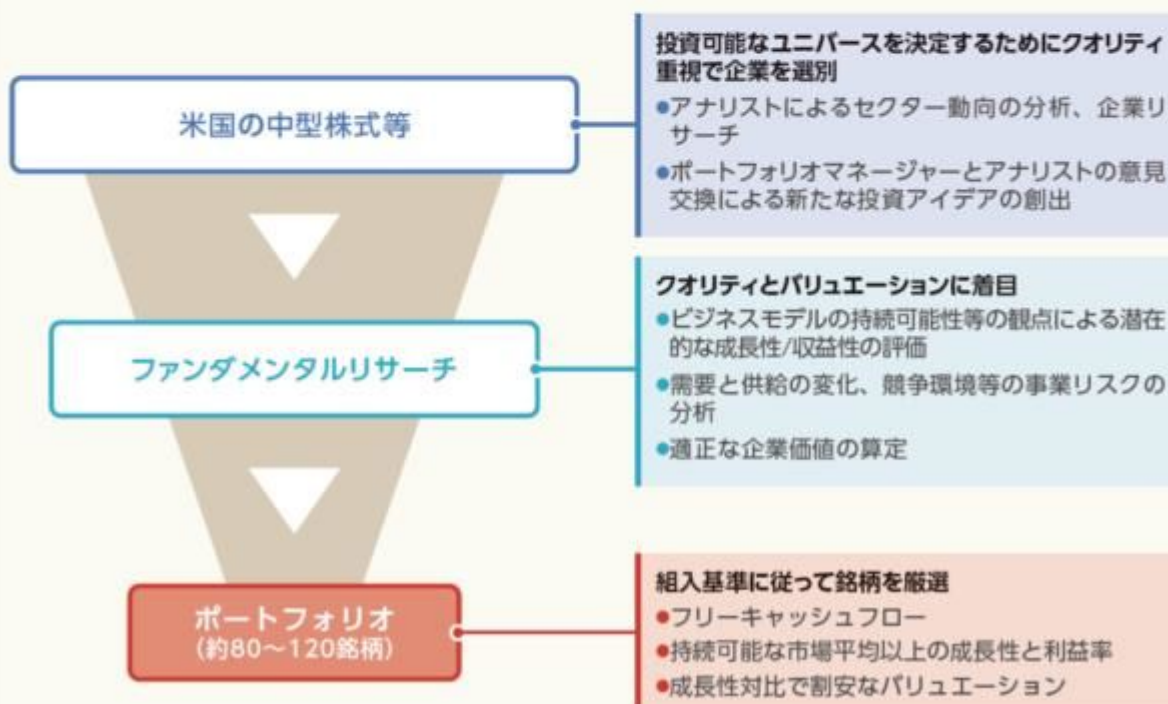 米国の中型株式等
投資可能なユニバースを決定するためにクオリティ
重視で企業を選別
●アナリストによるセクター動向の分析、企業リ
サーチ
●ポートフォリオマネージャーとアナリストの意見
交換による新たな投資アイデアの創出
ファンダメンタルリサーチ
クオリティとバリュエーションに着目
●ビジネスモデルの持続可能性等の観点による潜在
的な成長性/収益性の評価
●需要と供給の変化、競争環境等の事業リスクの
分析
●適正な企業価値の算定
ポートフォリオ
(約80〜120銘柄)
組入基準に従って銘柄を厳選
●フリーキャッシュフロー
●持続可能な市場平均以上の成長性と利益率
●成長性対比で割安なバリュエーション